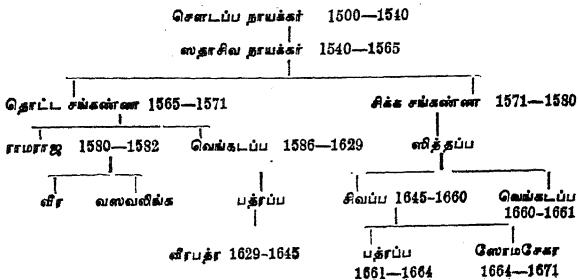 சௌடப்ப நாயக்கர் 1500—1540
ஸதாசிவ நாயக்கர் 1540—1565
தொட்ட சங்கண்ண 1565—1571 சிக்க சங்கண்ண 1571—1580
ராமராஜ 1580—1582 வெங்கடப்ப 1586—1629 ஸித்தப்ப
வீர வஸவலிங்க பத்ரப்ப சிவப்ப 1645-1660 வெங்கடப்ப
1660-1661
வீரபத்ர 1629-1645 பத்ரப்ப ஸோமசேகர
1661—1664 1664—1671